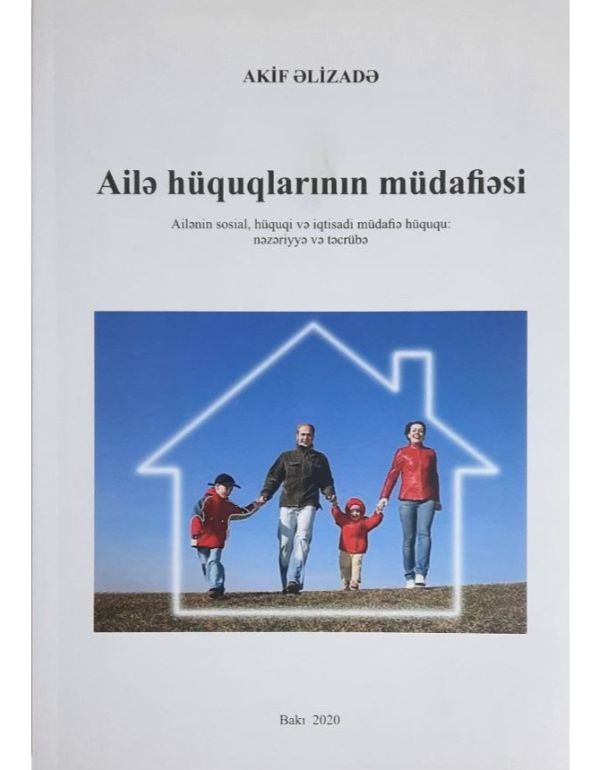 AKİF ƏLİZADƏ
Ailə hüquqlarının müdafiəsi
Ailənin sosial, hüquqi və iqtisadi müdafiə hüququ:
nəzəriyyə və təcrübə
Bakı 2020